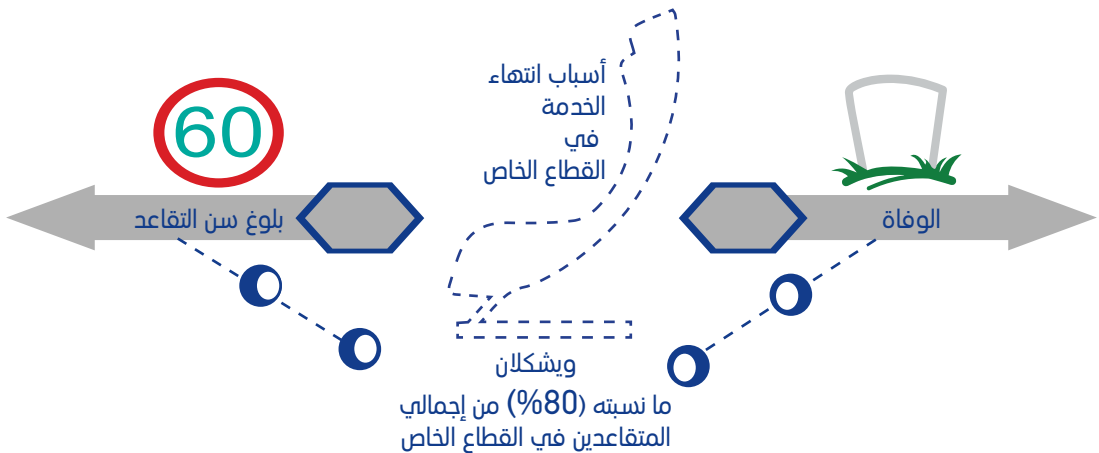 أسباب انتهاء
الخدمة
في
القطاع الخاص
الوفاة
60
بلوغ سن التقاعد
ويشكلان
ما نسبته (80%) من إجمالي
المتقاعدين في القطاع الخاص